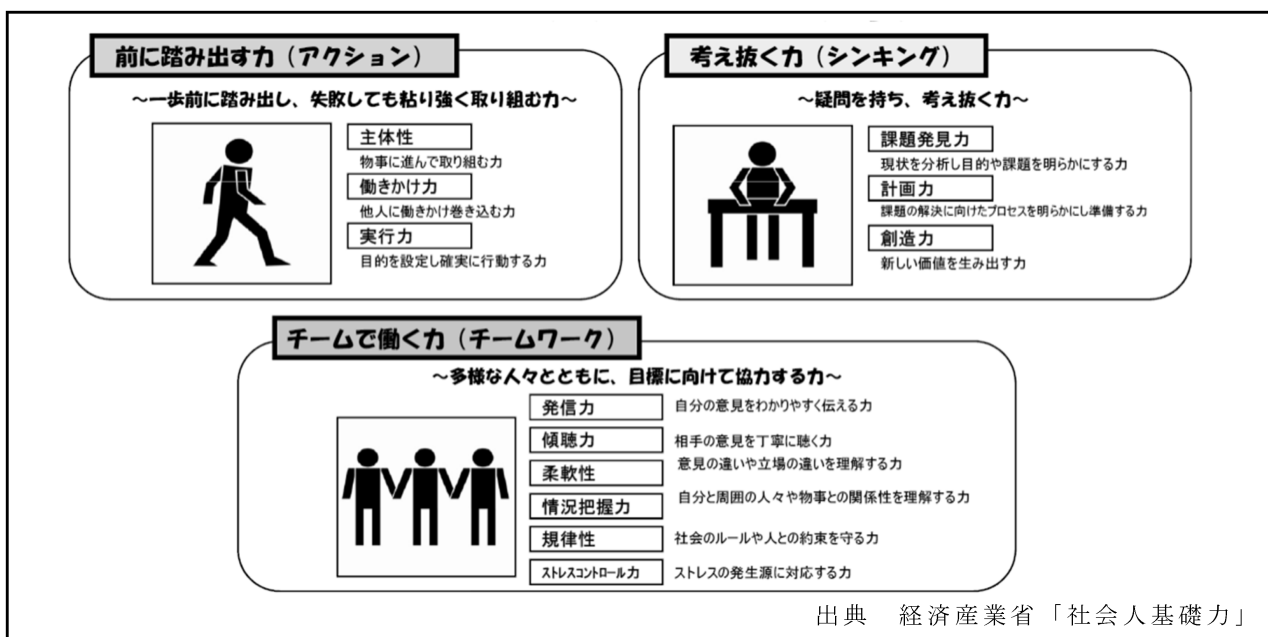 前に踏み出す力（アクション）
～一歩前に踏み出し、失敗しても粘り強く取り組む力～
主体性
物事に進んで取り組む力
働きかけ力
他人に働きかけ巻き込む力
実行力
目的を設定し確実に行動する力
考え抜く力（シンキング）
～疑問を持ち、考え抜く力～
課題発見力
現状を分析し目的や課題を明らかにする力
計画力
課題の解決に向けたプロセスを明らかにし準備する力
創造力
新しい価値を生み出す力
チームで働く力（チームワーク）
～多様な人々とともに、目標に向けて協力する力～
発信力 自分の意見をわかりやすく伝える力
傾聴力 相手の意見を丁寧に聴く力
柔軟性 意見の違いや立場の違いを理解する力
情況把握力 自分と周囲の人々や物事との関係性を理解する力
規律性 社会のルールや人との約束を守る力
ストレスコントロール力 ストレスの発生源に対応する力
出典　経済産業省「社会人基礎力」